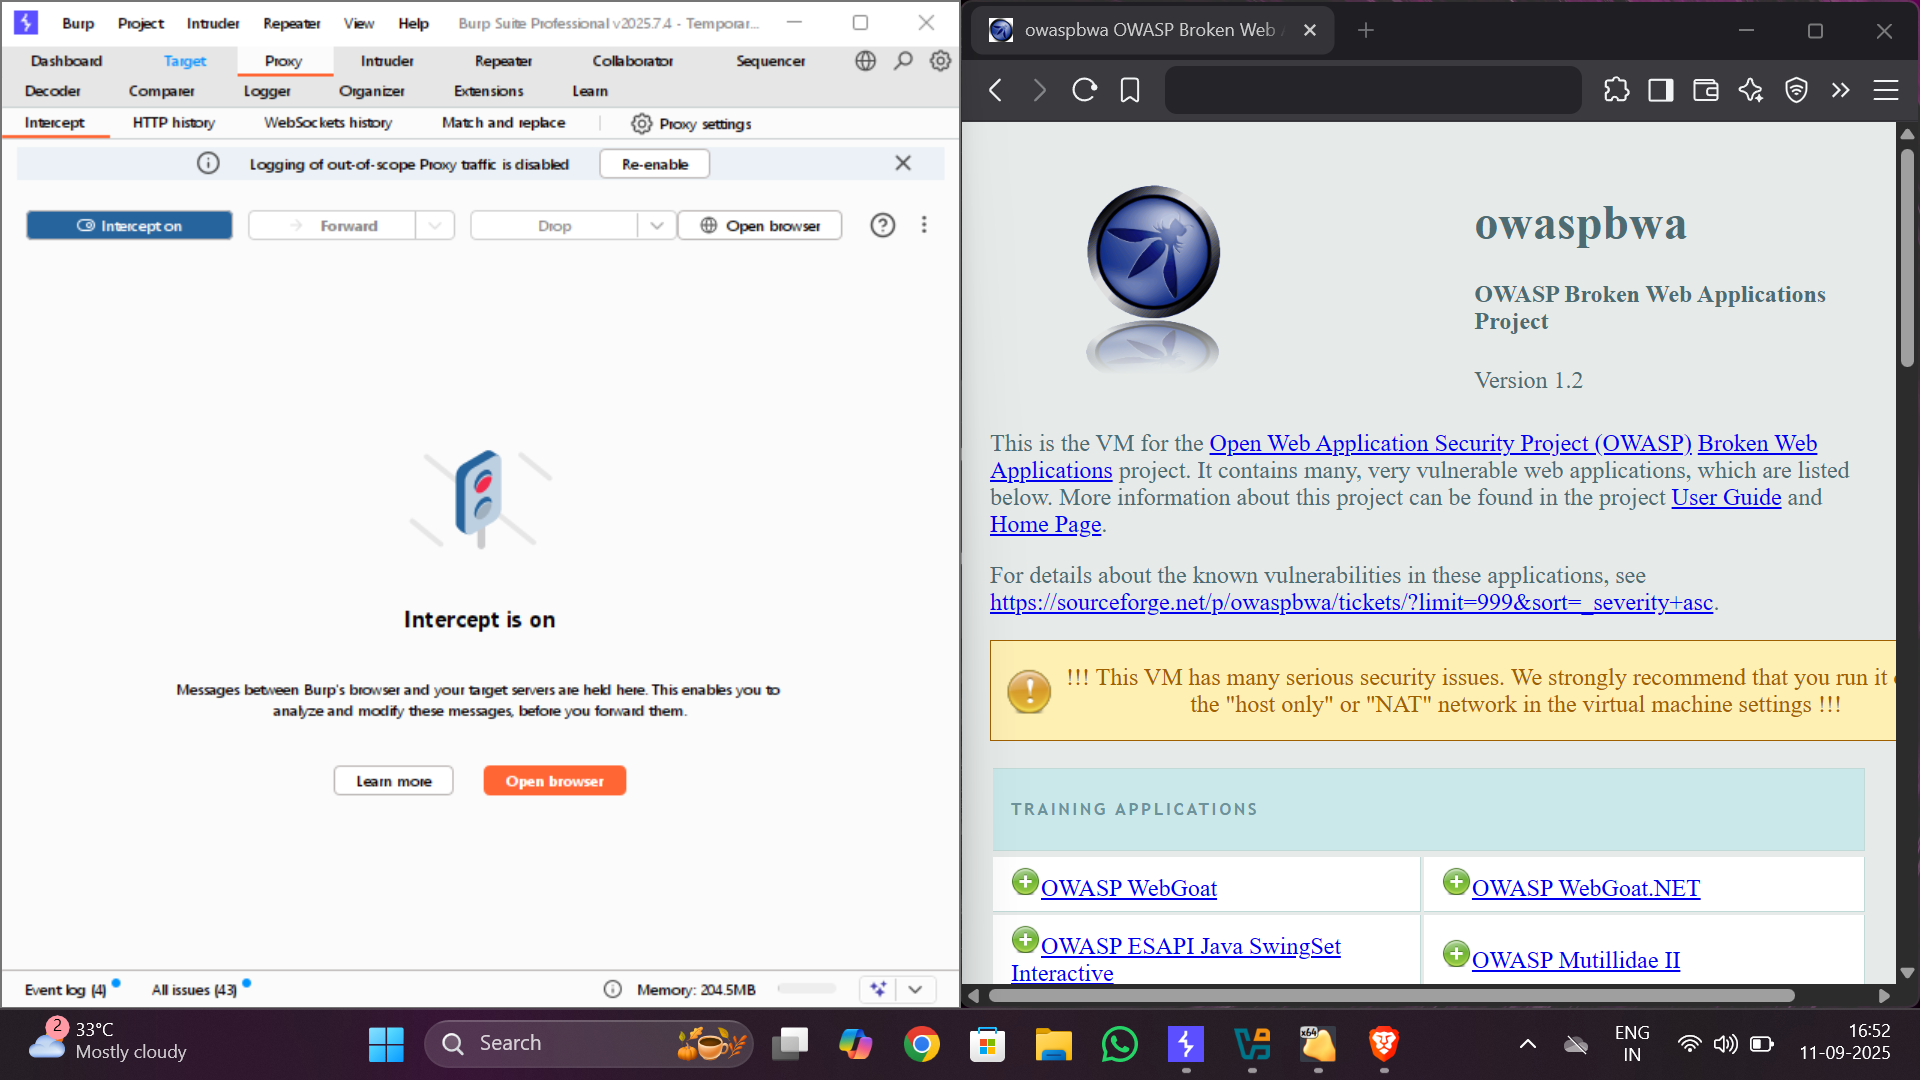 Burp Project Intruder Repeater View Help Burp Suite Professional v2025.7.4 - Temporar...
Dashboard Target Proxy Intruder Repeater Collaborator Sequencer
Decoder Comparer Logger Organizer Extensions Learn
Intercept HTTP history WebSockets history Match and replace Proxy settings
Logging of out-of-scope Proxy traffic is disabled Re-enable
Intercept on Forward Drop Open browser
Intercept is on
Messages between Burp's browser and your target servers are held here. This enables you to
analyze and modify these messages, before you forward them.
Learn more Open browser
Event log (4) All issues (43) Memory: 204.5MB
owaspbwa OWASP Broken Web
owaspbwa
OWASP Broken Web Applications
Project
Version 1.2
This is the VM for the Open Web Application Security Project (OWASP) Broken Web
Applications project. It contains many, very vulnerable web applications, which are listed
below. More information about this project can be found in the project User Guide and
Home Page.
For details about the known vulnerabilities in these applications, see
https://sourceforge.net/p/owaspbwa/tickets/?limit=999&sort=_severity+asc.
!!! This VM has many serious security issues. We strongly recommend that you run it
the "host only" or "NAT" network in the virtual machine settings !!!
TRAINING APPLICATIONS
OWASP WebGoat
OWASP WebGoat.NET
OWASP ESAPI Java SwingSet
Interactive
OWASP Mutillidae II
2
33°C
Mostly cloudy
Search
x64
ENG
IN
16:52
11-09-2025